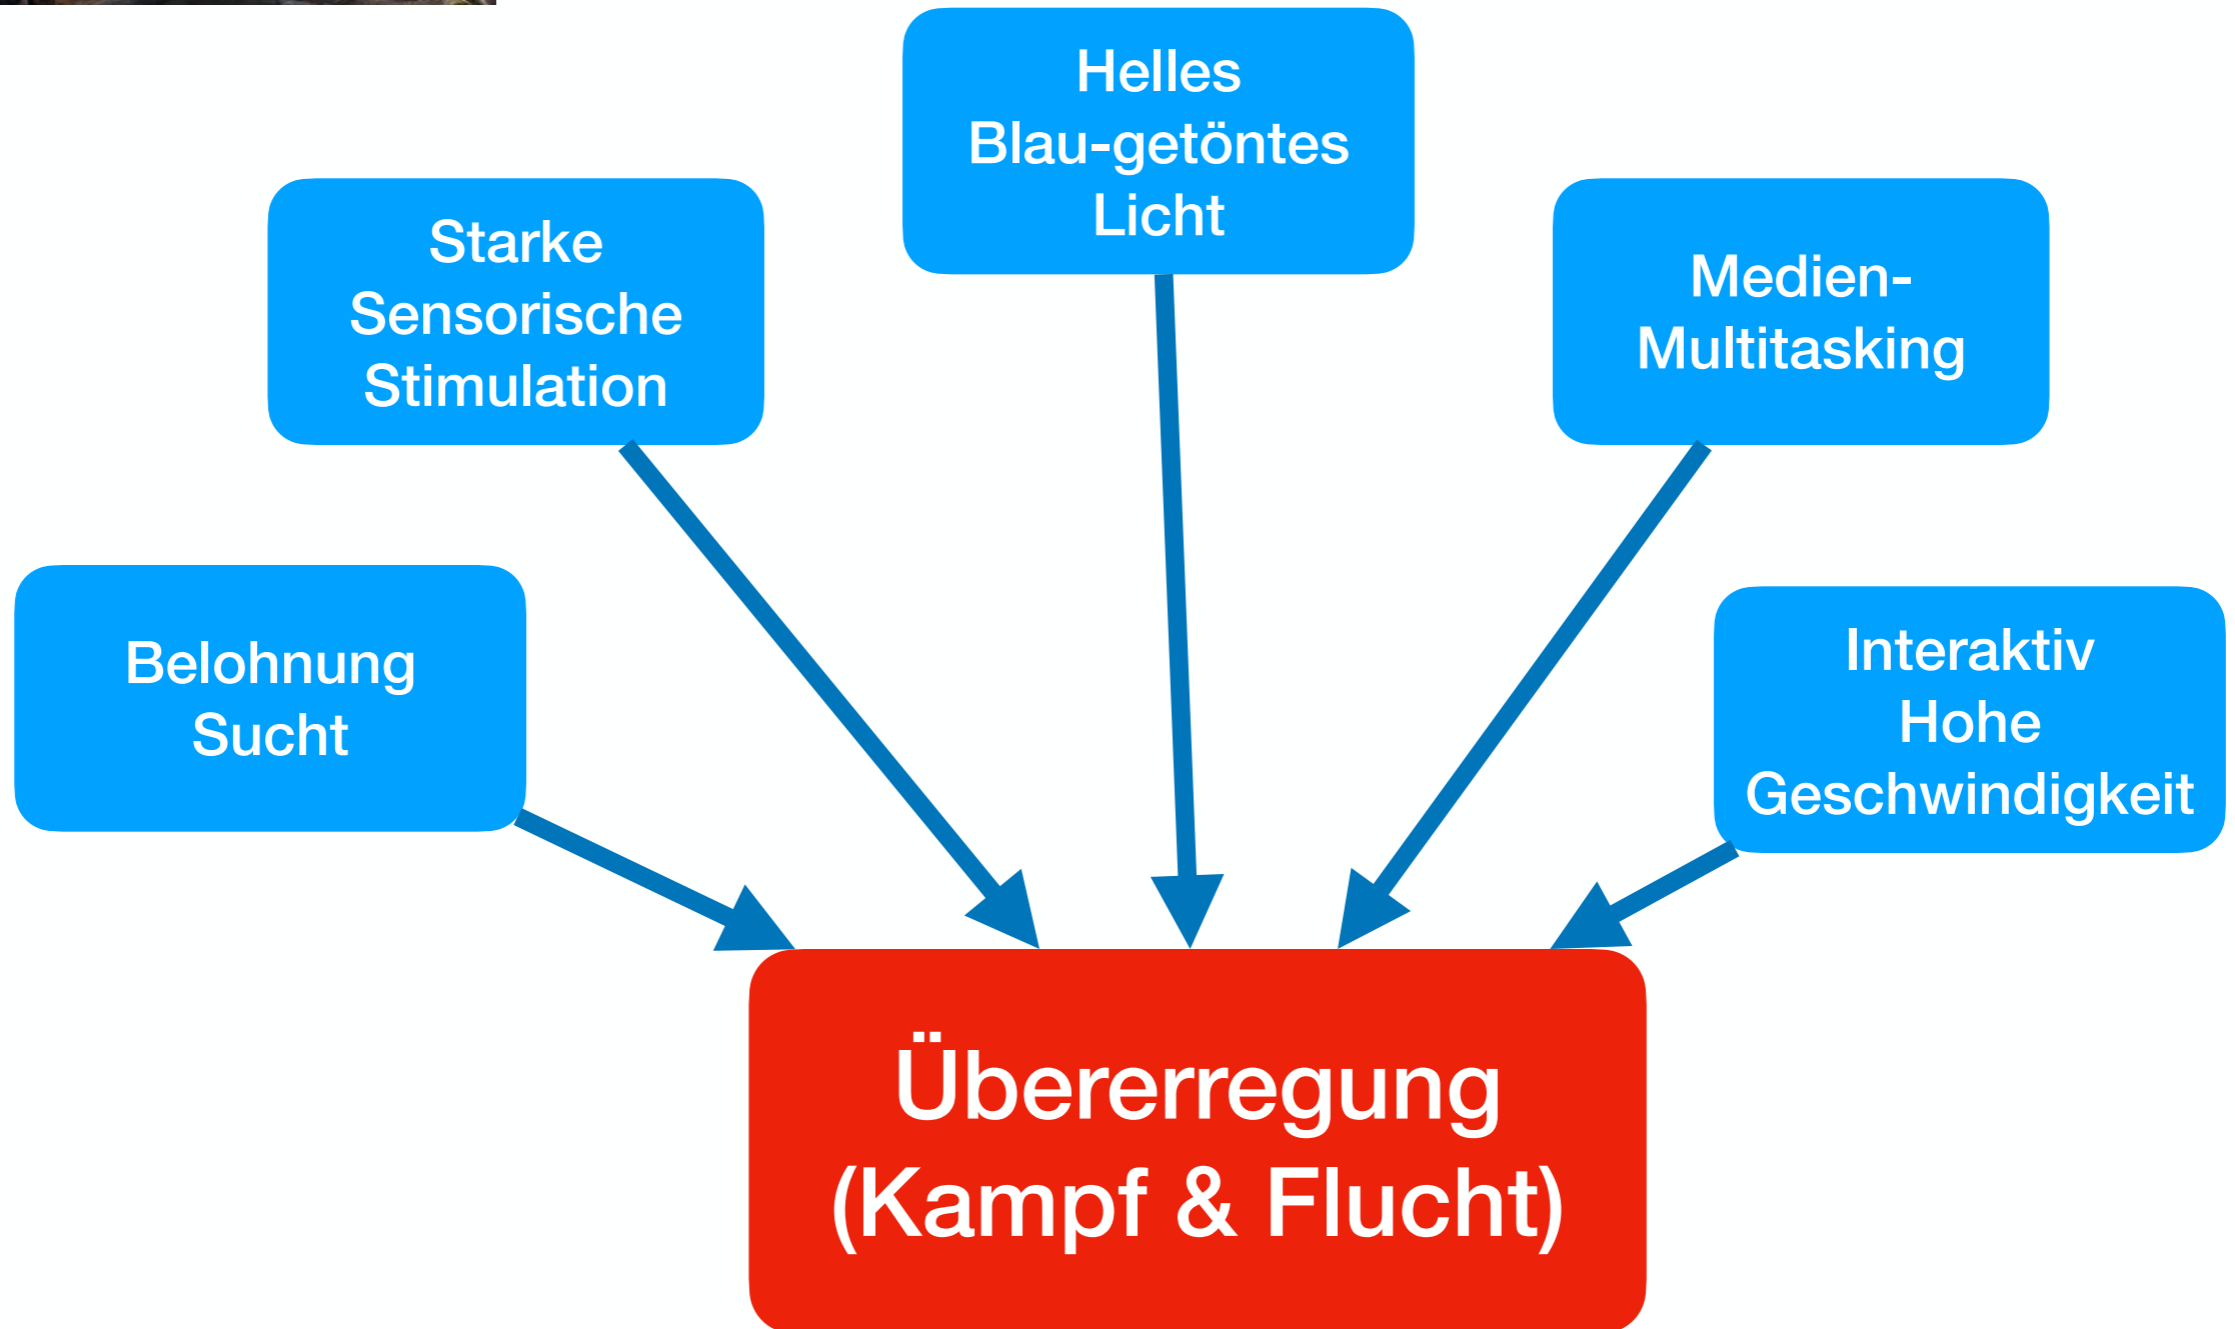 Helles
Blau-getöntes
Licht
Starke
Sensorische
Stimulation
Medien-
Multitasking
Belohnung
Sucht
Interaktiv
Hohe
Geschwindigkeit
Übererregung
(Kampf & Flucht)